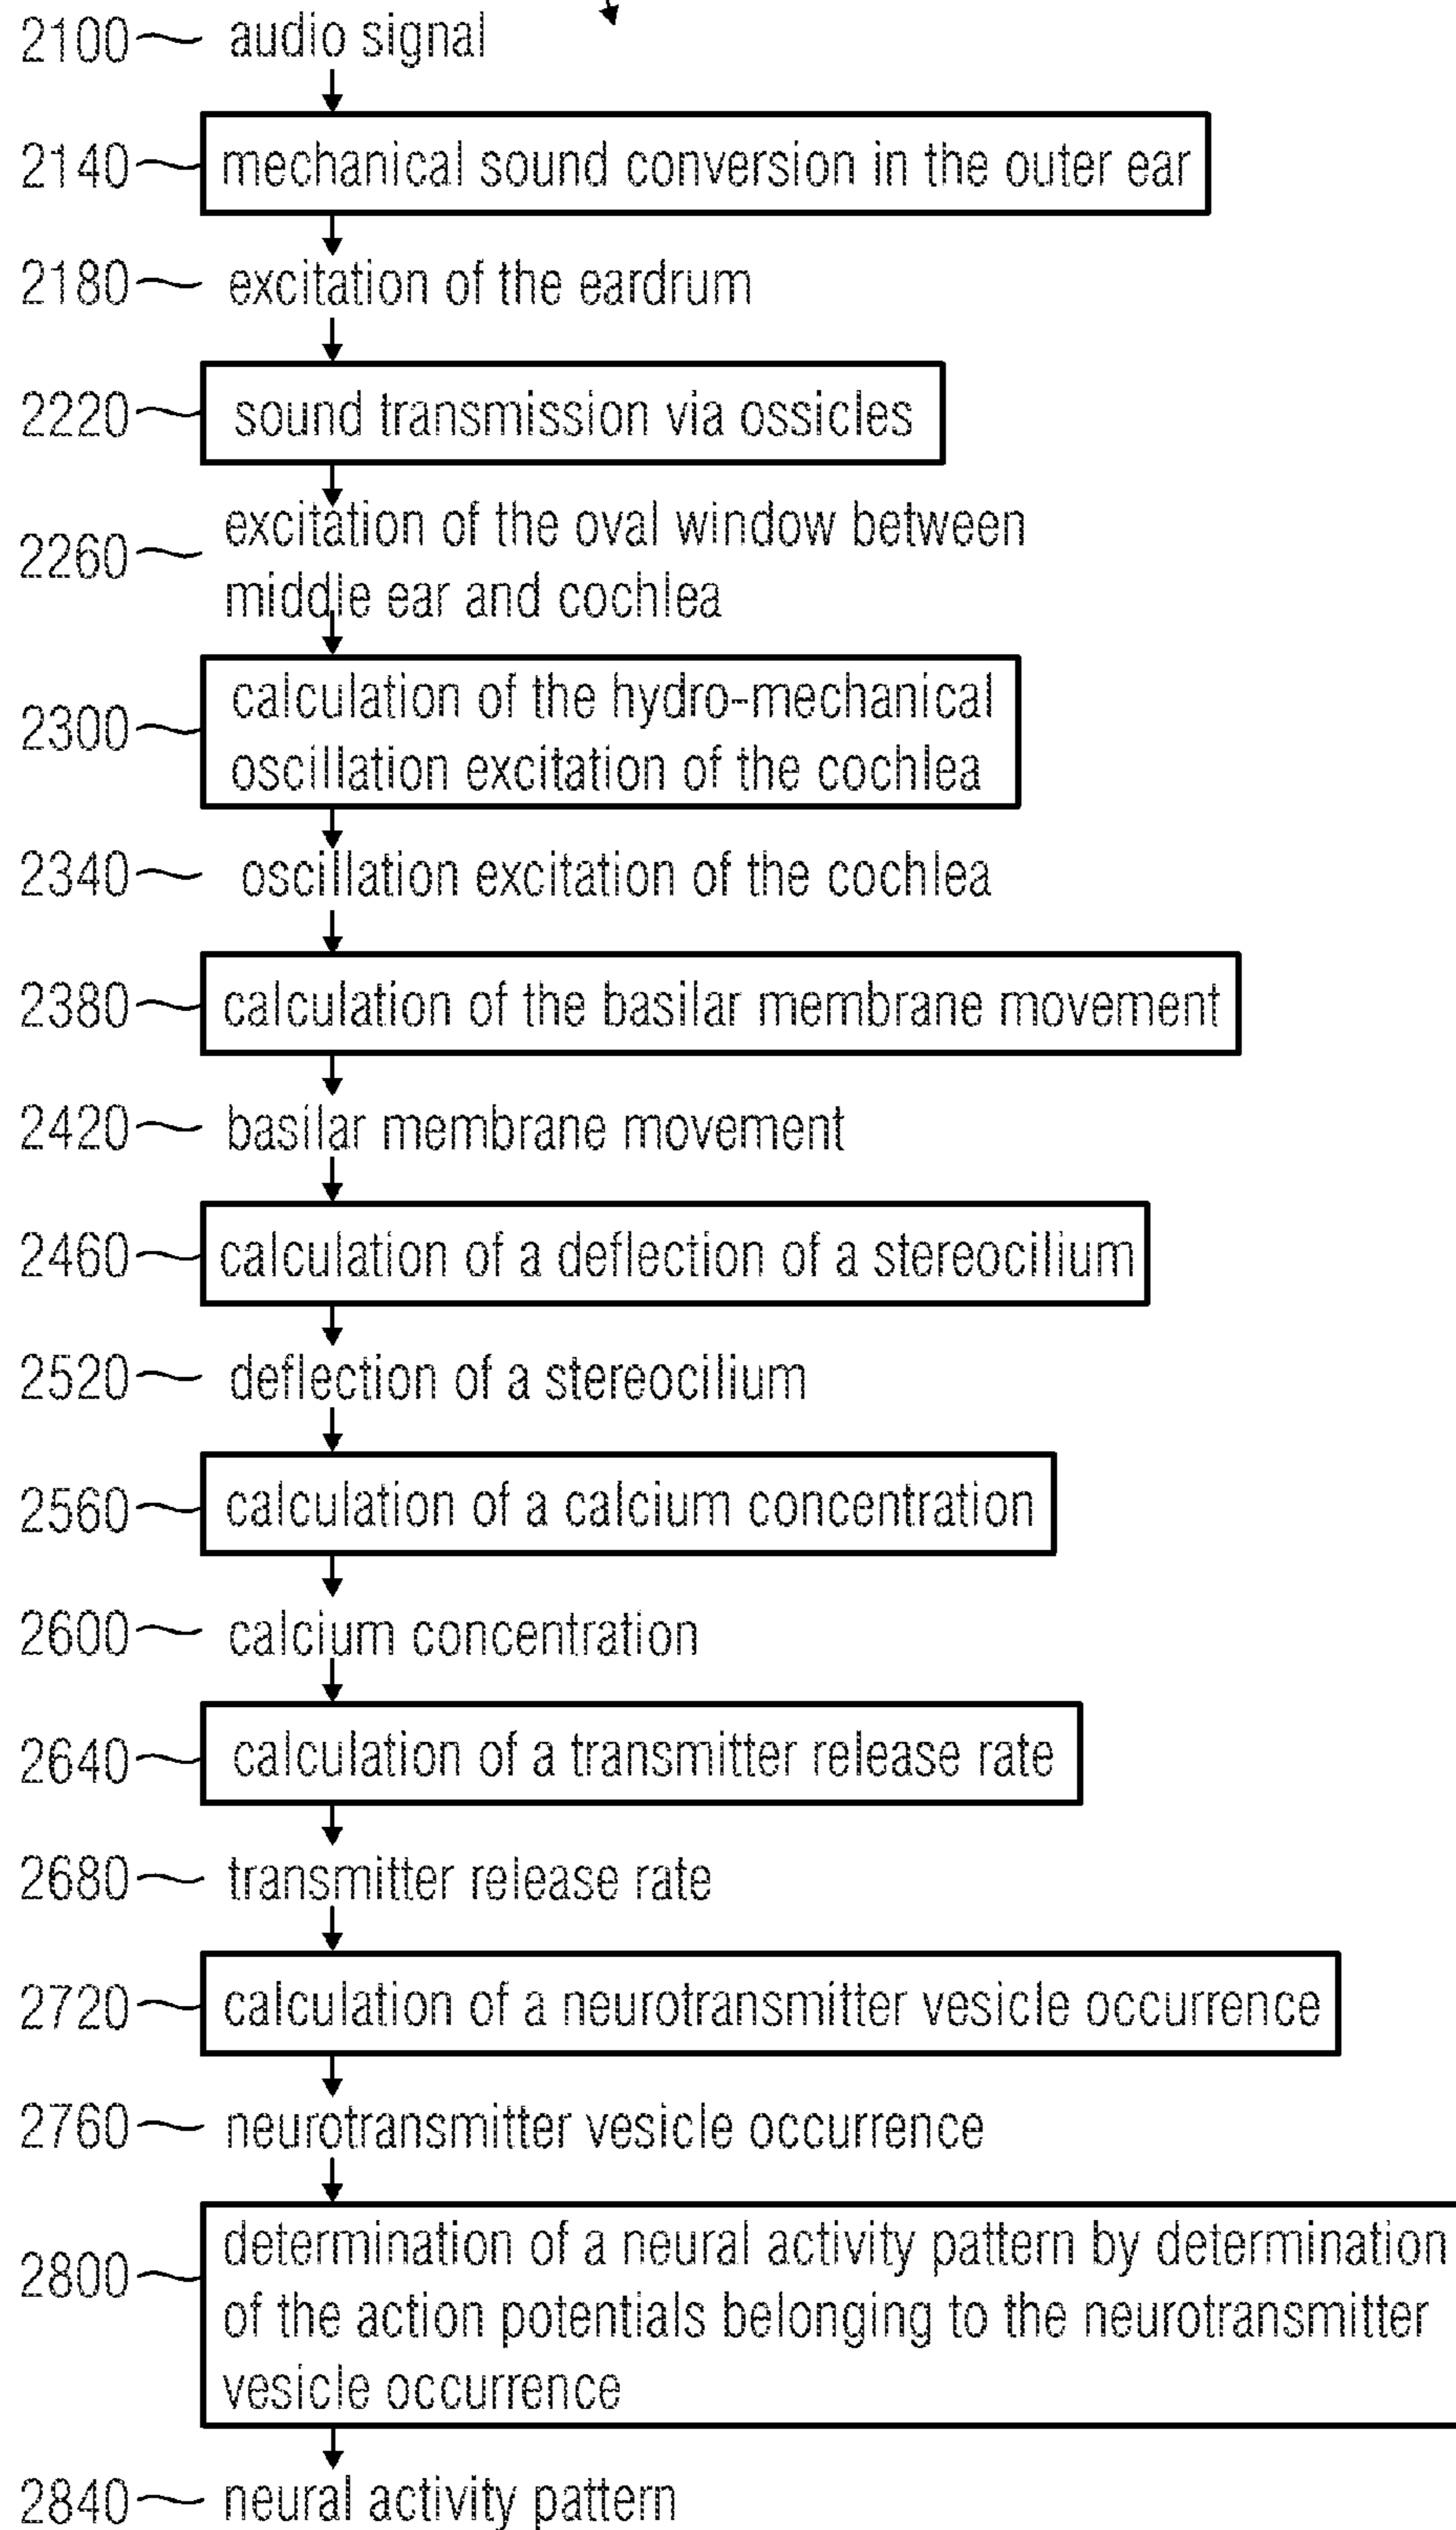 2100 audio signal
2140 mechanical sound conversion in the outer ear
2180 excitation of the eardrum
2220 sound transmission via ossicles
2260 excitation of the oval window between
middle ear and cochlea
2300 calculation of the hydro-mechanical
oscillation excitation of the cochlea
2340 oscillation excitation of the cochlea
2380 calculation of the basilar membrane movement
2420 basilar membrane movement
2460 calculation of a deflection of a stereocilium
2520 deflection of a stereocilium
2560 calculation of a calcium concentration
2600 calcium concentration
2640 calculation of a transmitter release rate
2680 transmitter release rate
2720 calculation of a neurotransmitter vesicle occurrence
2760 neurotransmitter vesicle occurrence
2800 determination of a neural activity pattern by determination
of the action potentials belonging to the neurotransmitter
vesicle occurrence
2840 neural activity pattern